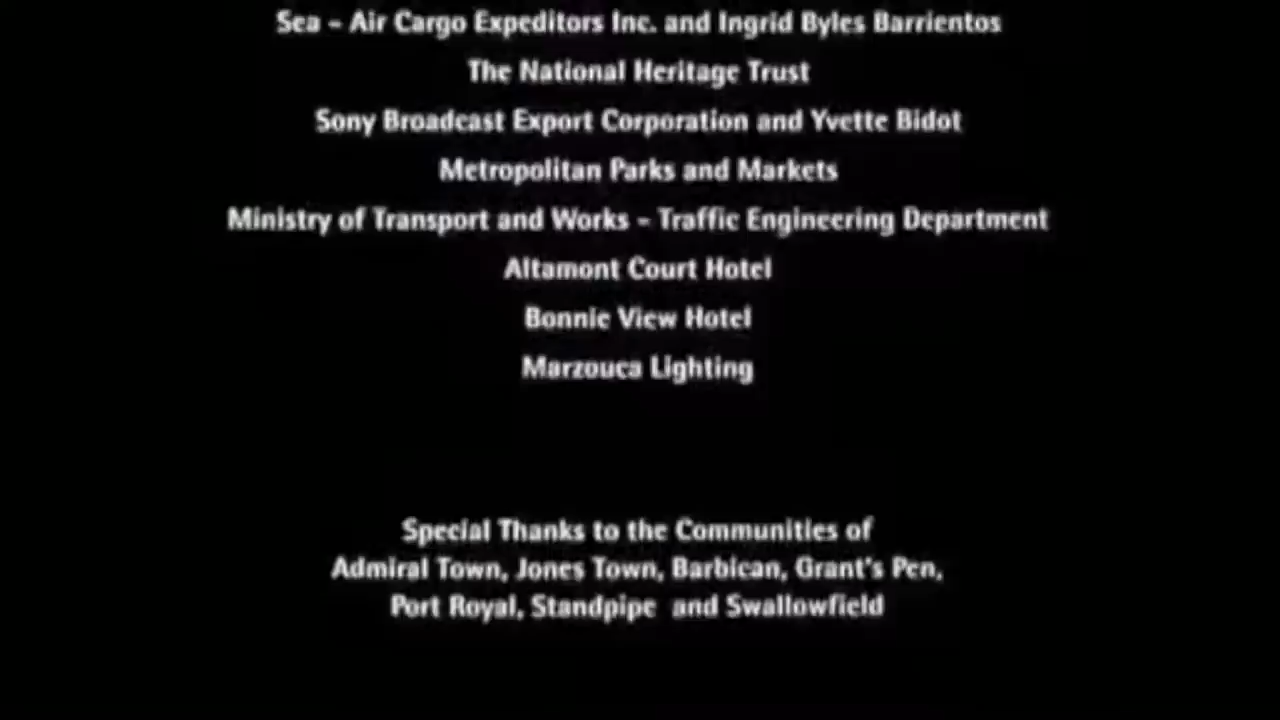 Sea - Air Cargo Expeditors Inc. and Ingrid Byles Barrientos
The National Heritage Trust
Sony Broadcast Export Corporation and Yvette Bidot
Metropolitan Parks and Markets
Ministry of Transport and Works - Traffic Engineering Department
Altamont Court Hotel
Bonnie View Hotel
Marzouca Lighting
Special Thanks to the Communities of
Admiral Town, Jones Town, Barbican, Grant's Pen,
Port Royal, Standpipe and Swallowfield